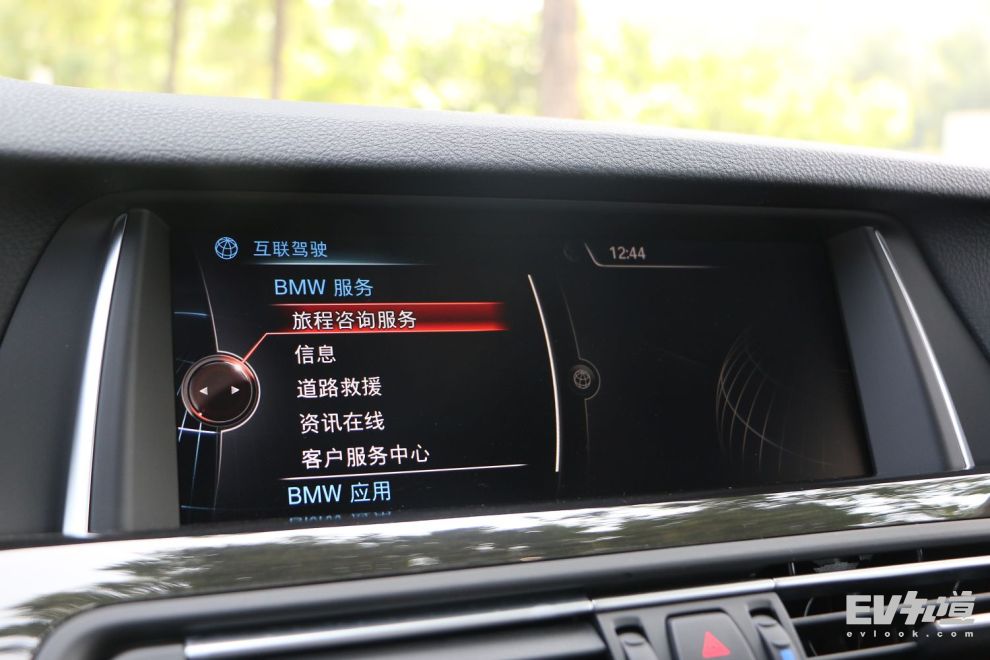 互联驾驶
12:44
BMW 服务
旅程咨询服务
信息
道路救援
资讯在线
客户服务中心
BMW 应用
EV知道
evlook.com